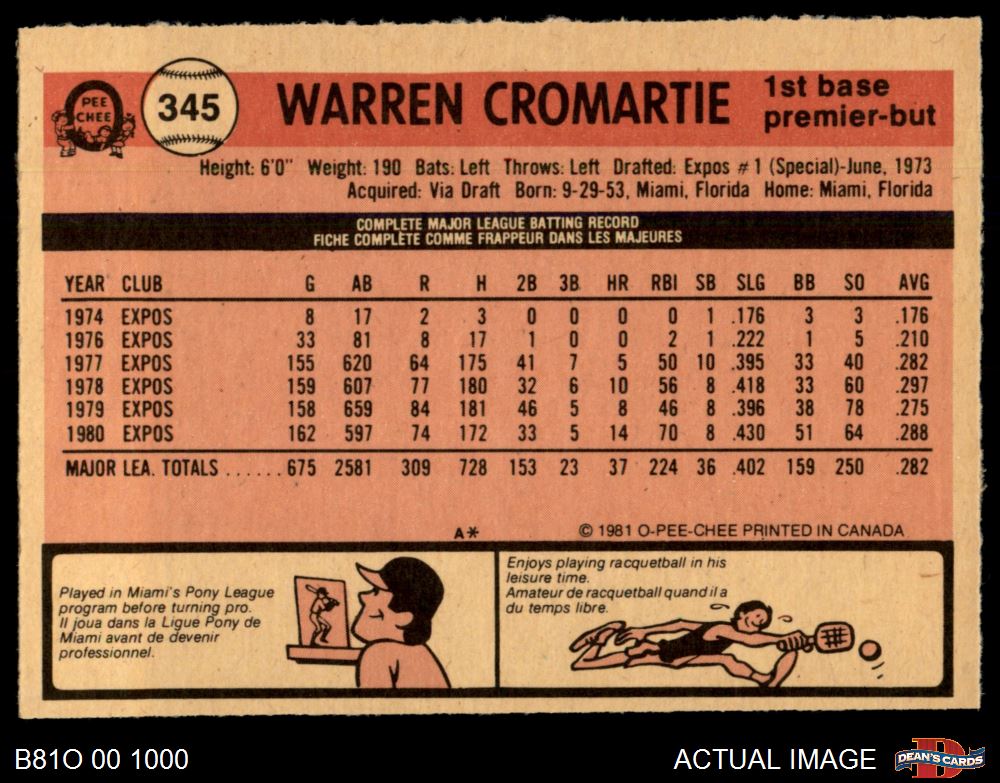 PEE
CHEE
345
WARREN CROMARTIE
1st base
premier-but
Height: 6'0" Weight: 190 Bats: Left Throws: Left Drafted: Expos #1 (Special)-June, 1973
Acquired: Via Draft Born: 9-29-53, Miami, Florida Home: Miami, Florida
COMPLETE MAJOR LEAGUE BATTING RECORD
FICHE COMPLÈTE COMME FRAPPEUR DANS LES MAJEURES
YEAR CLUB G AB R H 2B 3B HR RBI SB SLG BB SO AVG
1974 EXPOS 8 17 2 3 0 0 0 0 1 .176 3 3 .176
1976 EXPOS 33 81 8 17 1 0 0 2 1 .222 1 5 .210
1977 EXPOS 155 620 64 175 41 7 5 50 10 .395 33 40 .282
1978 EXPOS 159 607 77 180 32 6 10 56 8 .418 33 60 .297
1979 EXPOS 158 659 84 181 46 5 8 46 8 .396 38 78 .275
1980 EXPOS 162 597 74 172 33 5 14 70 8 .430 51 64 .288
MAJOR LEA. TOTALS ...... 675 2581 309 728 153 23 37 224 36 .402 159 250 .282
A* © 1981 O-PEE-CHEE PRINTED IN CANADA
Played in Miami's Pony League
program before turning pro.
Il joua dans la Ligue Pony de
Miami avant de devenir
professionnel.
Enjoys playing racquetball in his
leisure time.
Amateur de racquetball quand il a
du temps libre.
B81O 00 1000
ACTUAL IMAGE
DEAN'S CARDS